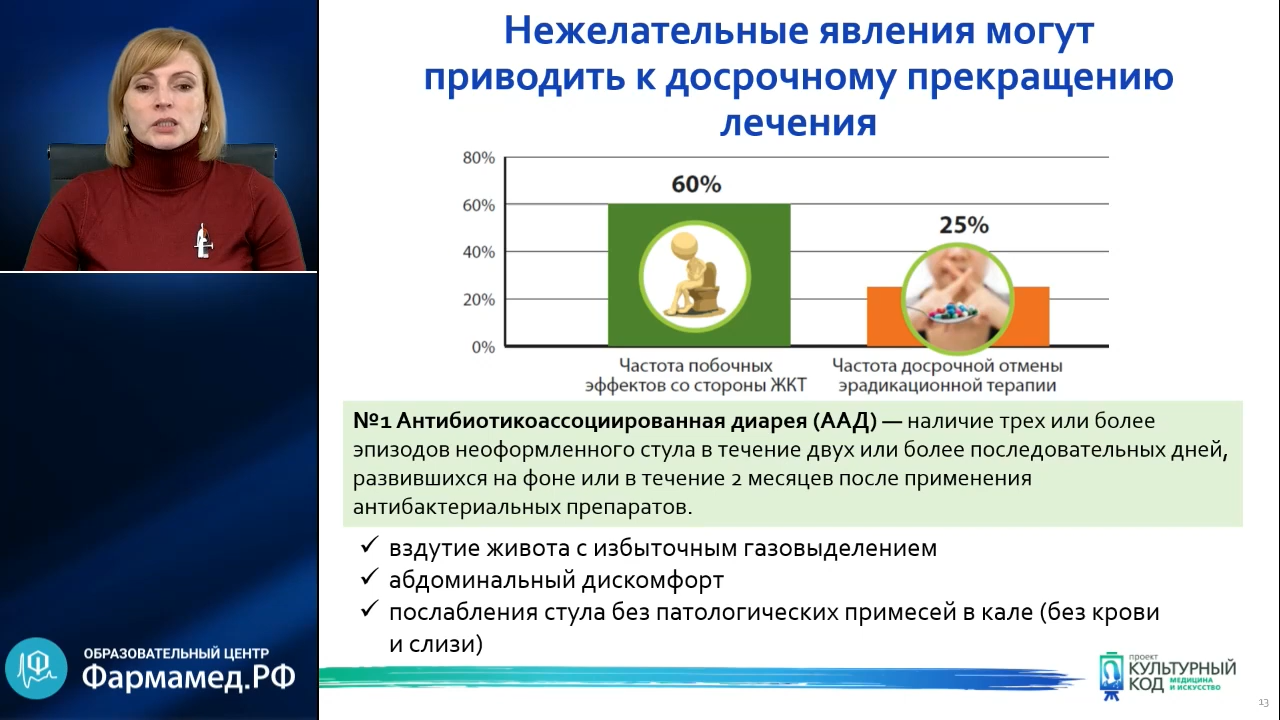 Нежелательные явления могут
приводить к досрочному прекращению
лечения
80%
60%
40%
20%
0%
60%
25%
Частота побочных
эффектов со стороны ЖКТ
Частота досрочной отмены
эрадикационной терапии
№1 Антибиотикоассоциированная диарея (ААД) — наличие трех или более
эпизодов неоформленного стула в течение двух или более последовательных дней,
развившихся на фоне или в течение 2 месяцев после применения
антибактериальных препаратов.
✓ вздутие живота с избыточным газовыделением
✓ абдоминальный дискомфорт
✓ послабления стула без патологических примесей в кале (без крови
и слизи)
ОБРАЗОВАТЕЛЬНЫЙ ЦЕНТР
Фармамед.РФ
проект
КУЛЬТУРНЫЙ
КОД МЕДИЦИНА
И ИСКУССТВО
13